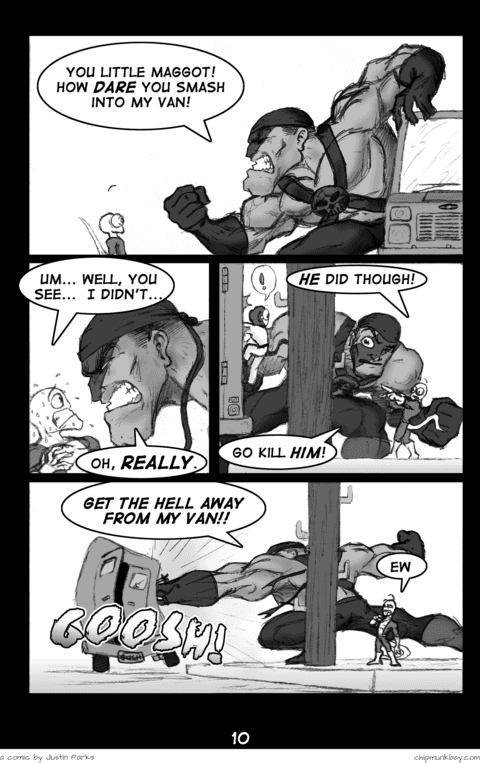 YOU LITTLE MAGGOT!
HOW DARE YOU SMASH
INTO MY VAN!
UM... WELL, YOU
SEE... I DIDN'T...
OH, REALLY.
!
HE DID THOUGH!
GO KILL HIM!
GET THE HELL AWAY
FROM MY VAN!!
EW
GOOSH!
10
a comic by Justin Parks
chipmunkboy.com